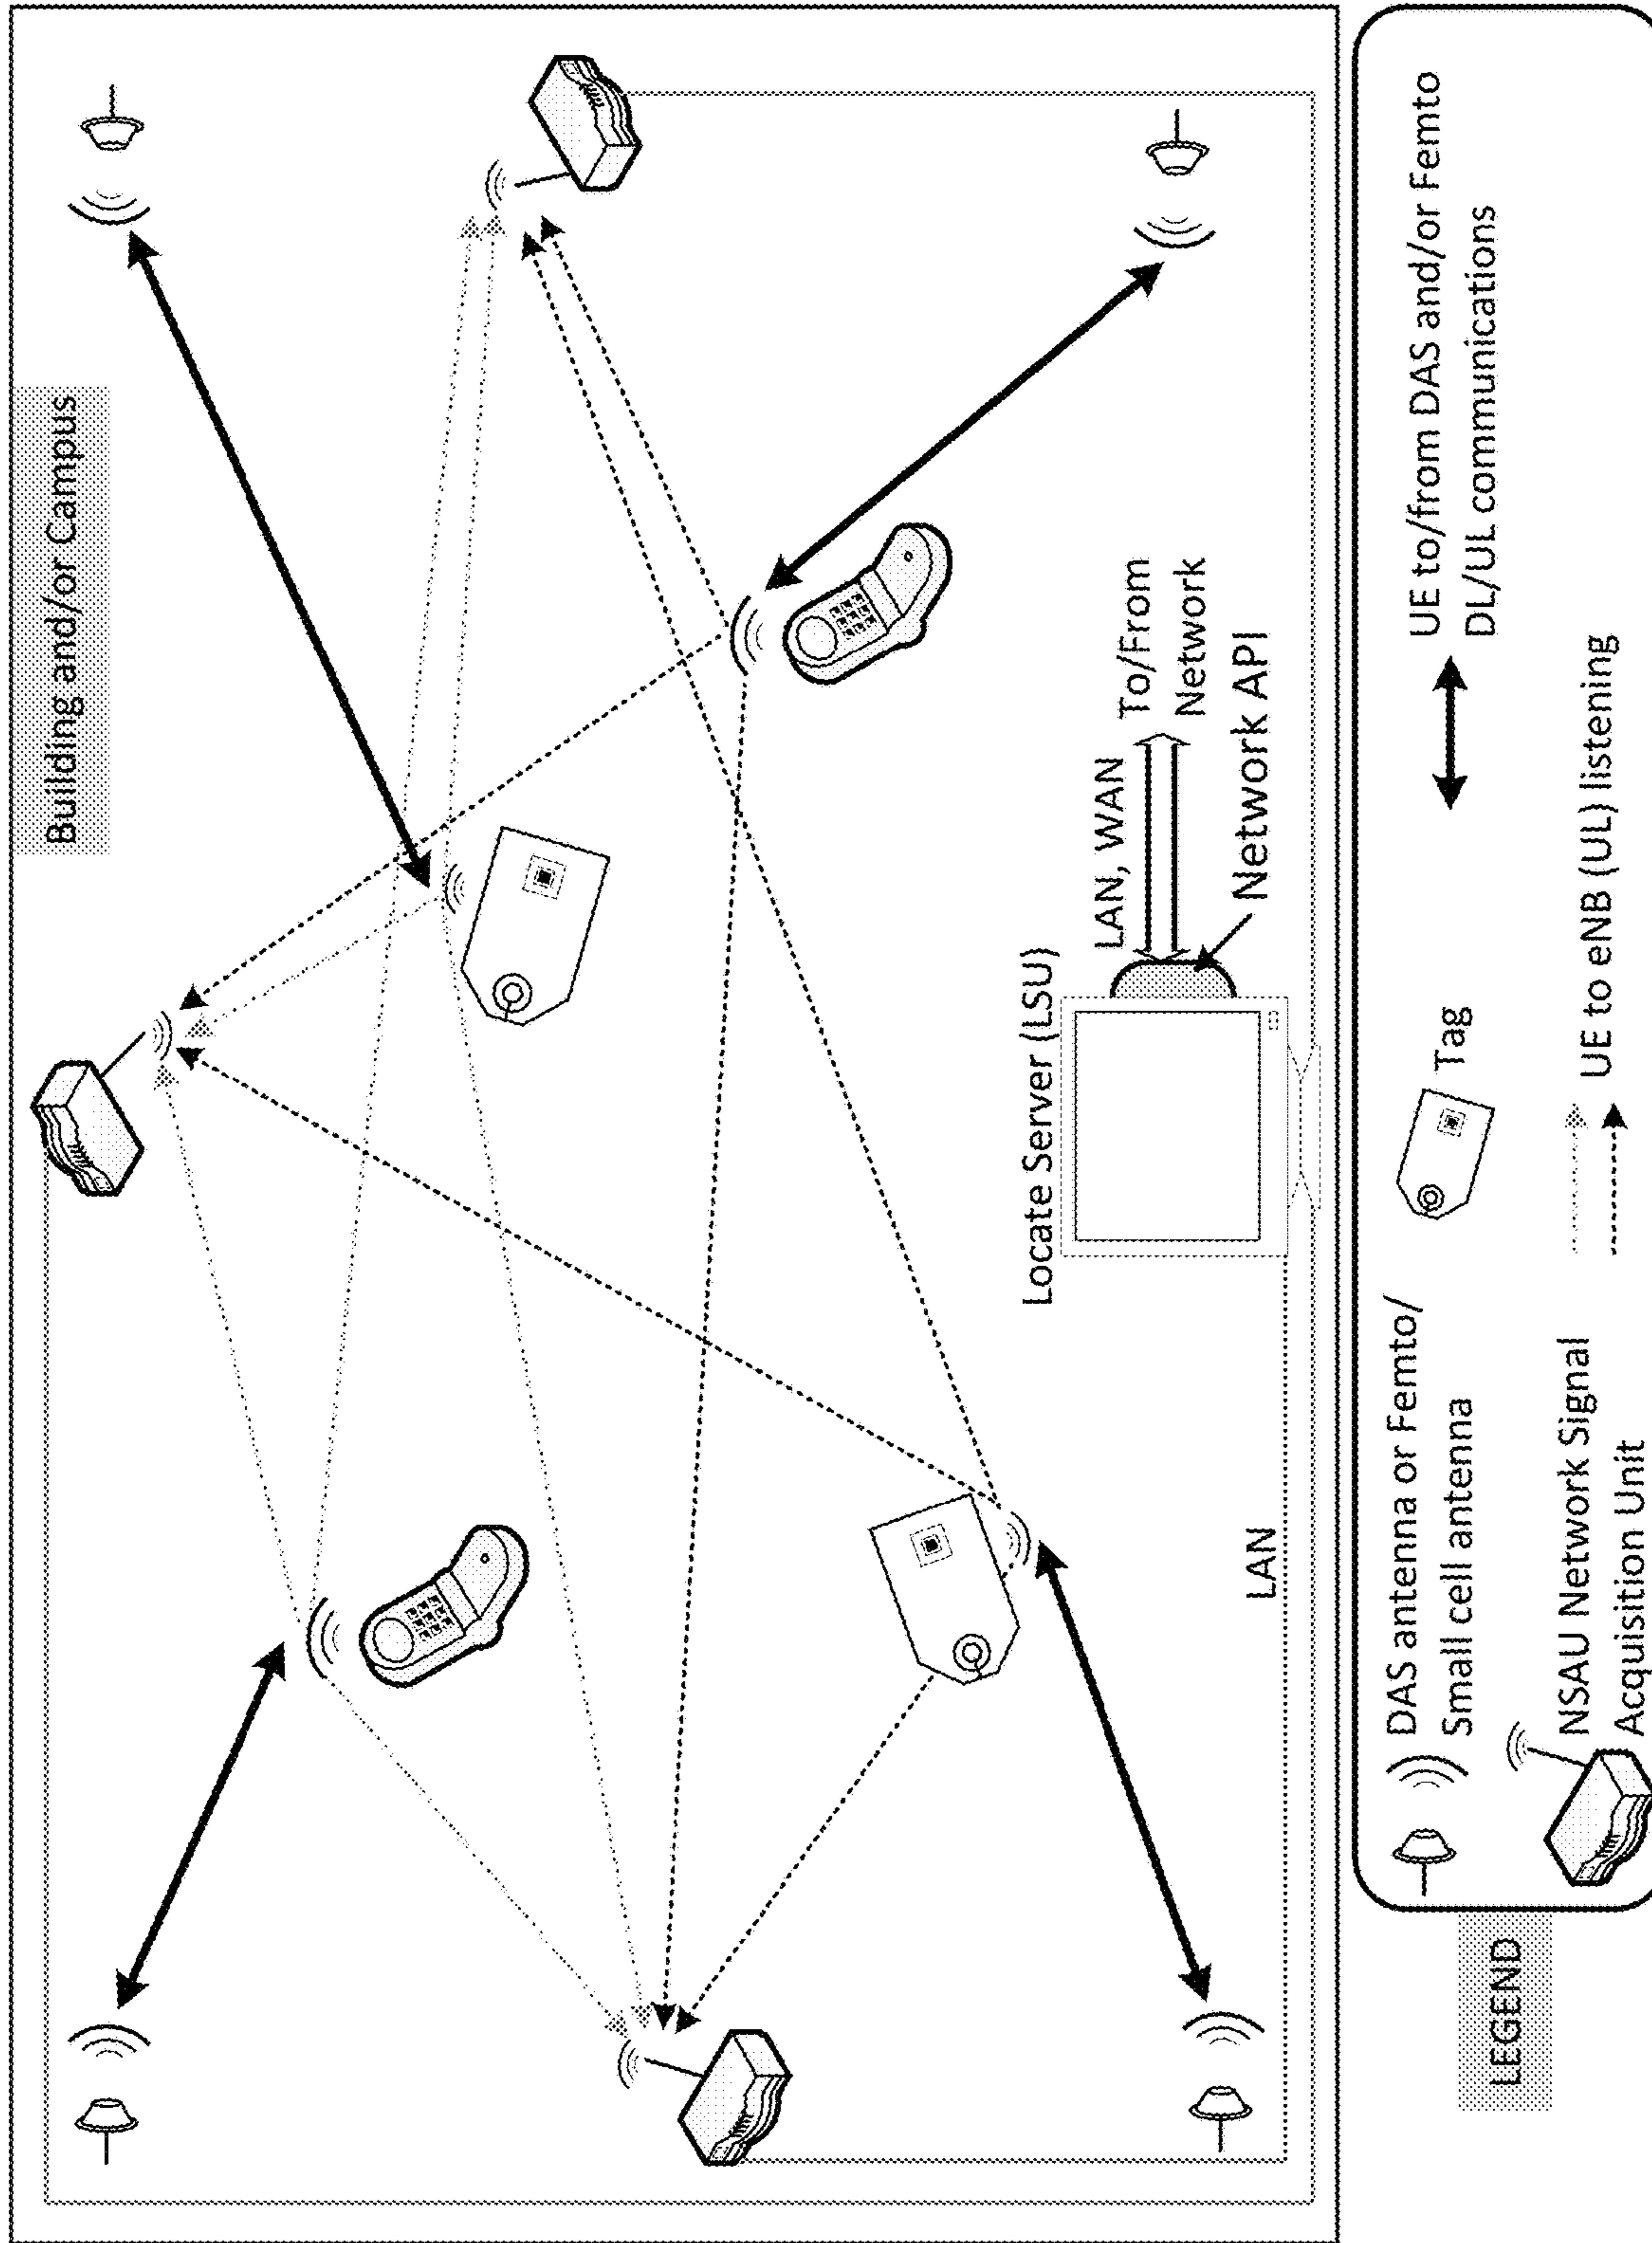 Building and/or Campus
Locate Server (LSU)
LAN, WAN
To/From
Network
Network API
LAN
LEGEND
DAS antenna or Femto/
Small cell antenna
Tag
UE to/from DAS and/or Femto
DL/UL communications
NSAU Network Signal
Acquisition Unit
UE to eNB (UL) listening